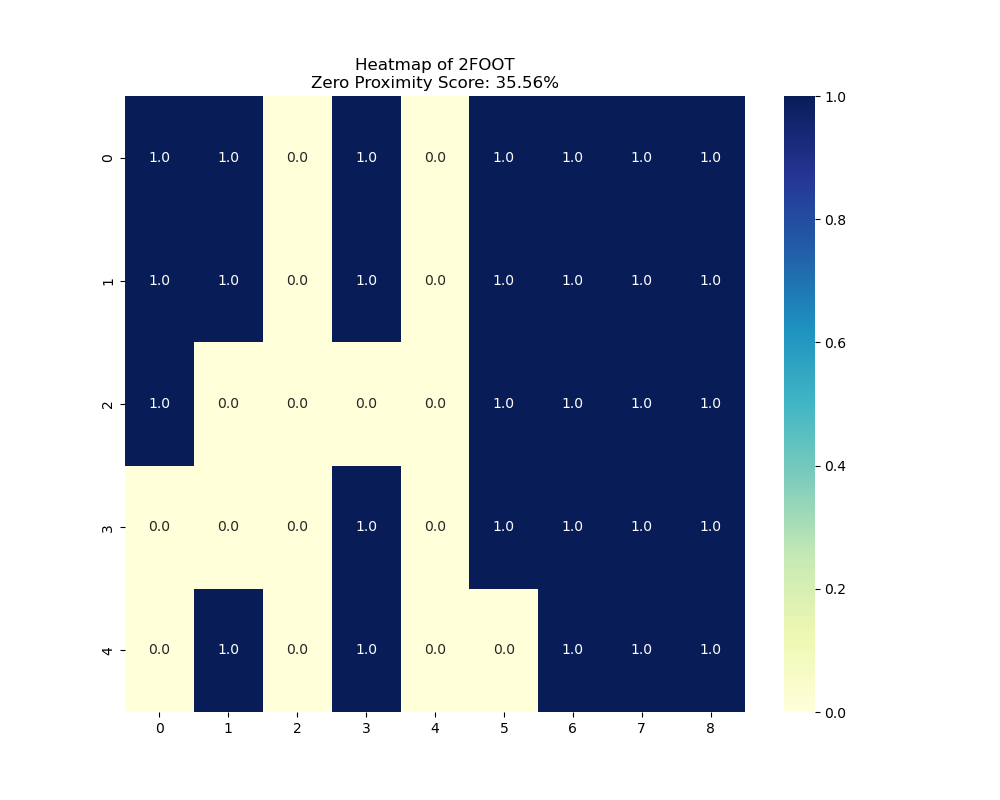 Heatmap of 2FOOT
Zero Proximity Score: 35.56%
0 1.0 1.0 0.0 1.0 0.0 1.0 1.0 1.0 1.0
1 1.0 1.0 0.0 1.0 0.0 1.0 1.0 1.0 1.0
2 1.0 0.0 0.0 0.0 0.0 1.0 1.0 1.0 1.0
3 0.0 0.0 0.0 1.0 0.0 1.0 1.0 1.0 1.0
4 0.0 1.0 0.0 1.0 0.0 0.0 1.0 1.0 1.0
0 1 2 3 4 5 6 7 8
1.0
0.8
0.6
0.4
0.2
0.0